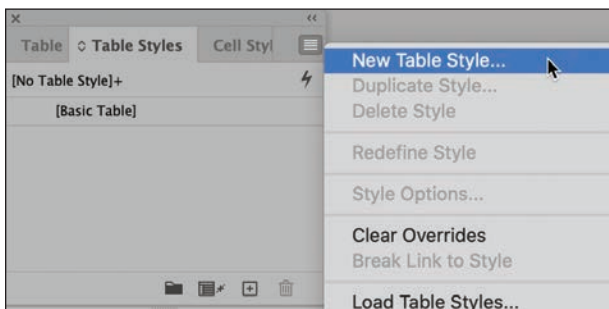 Table
Table Styles
Cell Styl
[No Table Style]+
[Basic Table]
New Table Style...
Duplicate Style...
Delete Style
Redefine Style
Style Options...
Clear Overrides
Break Link to Style
Load Table Styles...